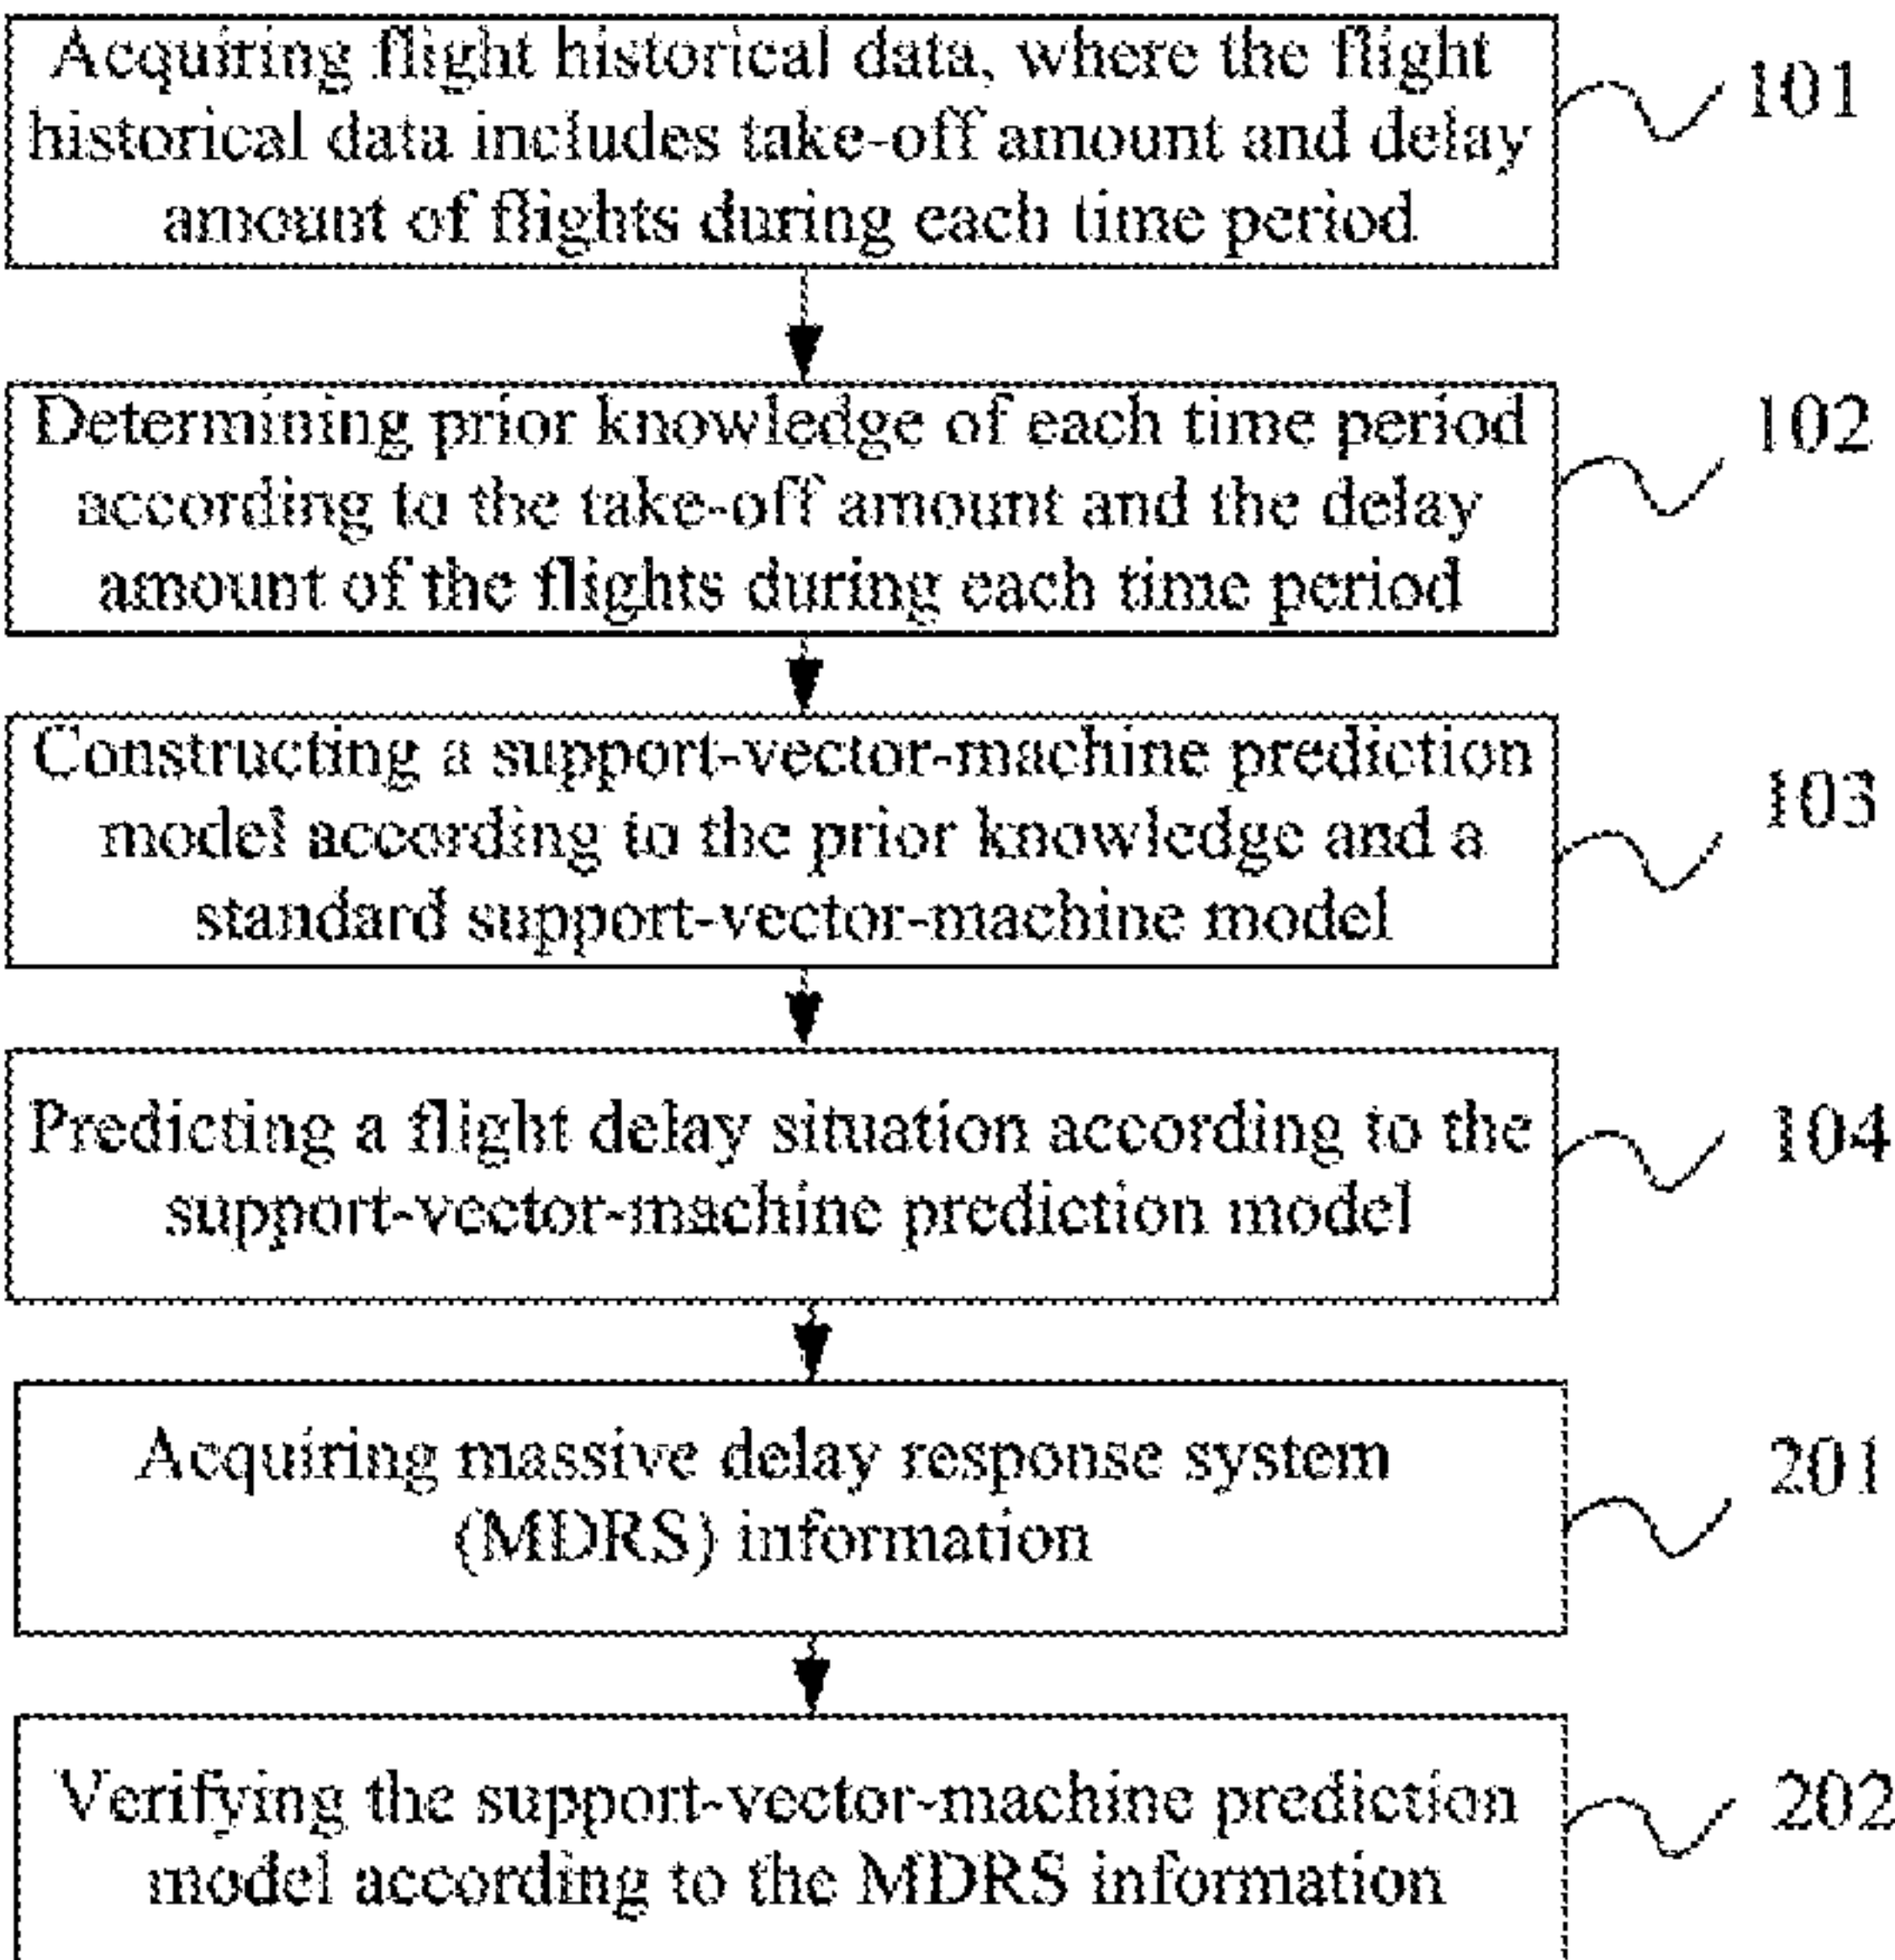 Acquiring flight historical data, where the flight
historical data includes take-off amount and delay
amount of flights during each time period
101
Determining prior knowledge of each time period
according to the take-off amount and the delay
amount of the flights during each time period
102
Constructing a support-vector-machine prediction
model according to the prior knowledge and a
standard support-vector-machine model
103
Predicting a flight delay situation according to the
support-vector-machine prediction model
104
Acquiring massive delay response system
(MDRS) information
201
Verifying the support-vector-machine prediction
model according to the MDRS information
202